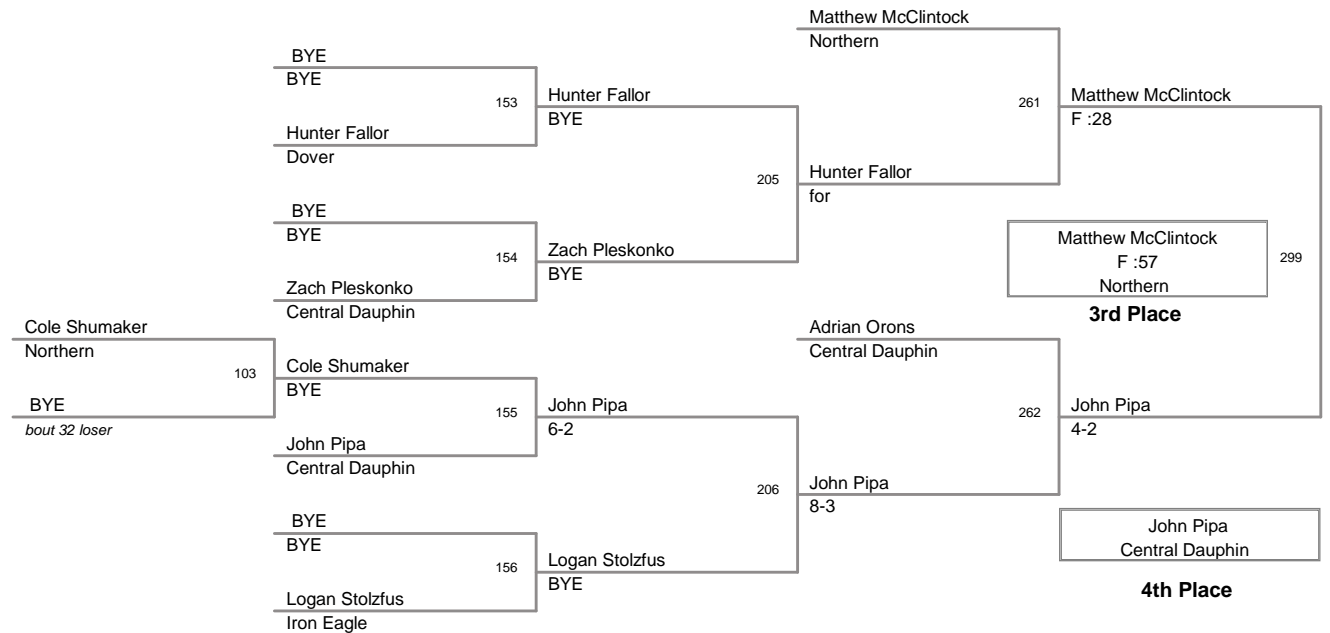 Matthew McClintock
Northern
BYE
BYE
153
Hunter Fallor
BYE
261
Matthew McClintock
F :28
Hunter Fallor
Dover
205
Hunter Fallor
for
BYE
BYE
154
Zach Pleskonko
BYE
Matthew McClintock
F :57
Northern
299
3rd Place
Zach Pleskonko
Central Dauphin
Cole Shumaker
Northern
103
Cole Shumaker
BYE
Adrian Orons
Central Dauphin
BYE
bout 32 loser
155
John Pipa
6-2
262
John Pipa
4-2
John Pipa
Central Dauphin
206
John Pipa
8-3
BYE
BYE
156
Logan Stolzfus
BYE
John Pipa
Central Dauphin
4th Place
Logan Stolzfus
Iron Eagle